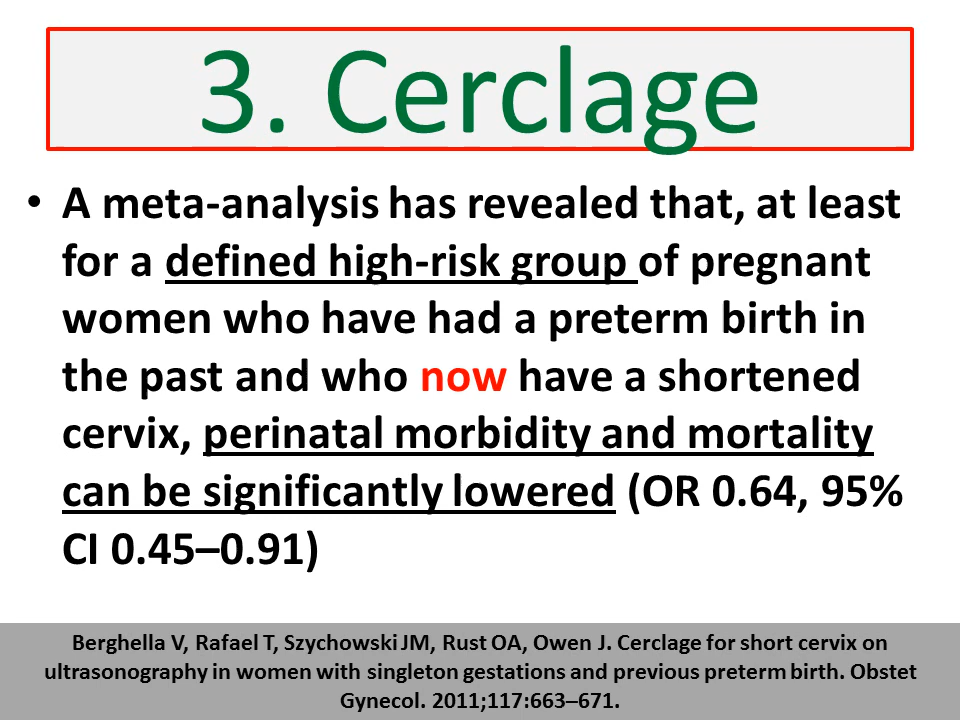 3. Cerclage
• A meta-analysis has revealed that, at least
for a defined high-risk group of pregnant
women who have had a preterm birth in
the past and who now have a shortened
cervix, perinatal morbidity and mortality
can be significantly lowered (OR 0.64, 95%
CI 0.45–0.91)
Berghella V, Rafael T, Szychowski JM, Rust OA, Owen J. Cerclage for short cervix on
ultrasonography in women with singleton gestations and previous preterm birth. Obstet
Gynecol. 2011;117:663–671.